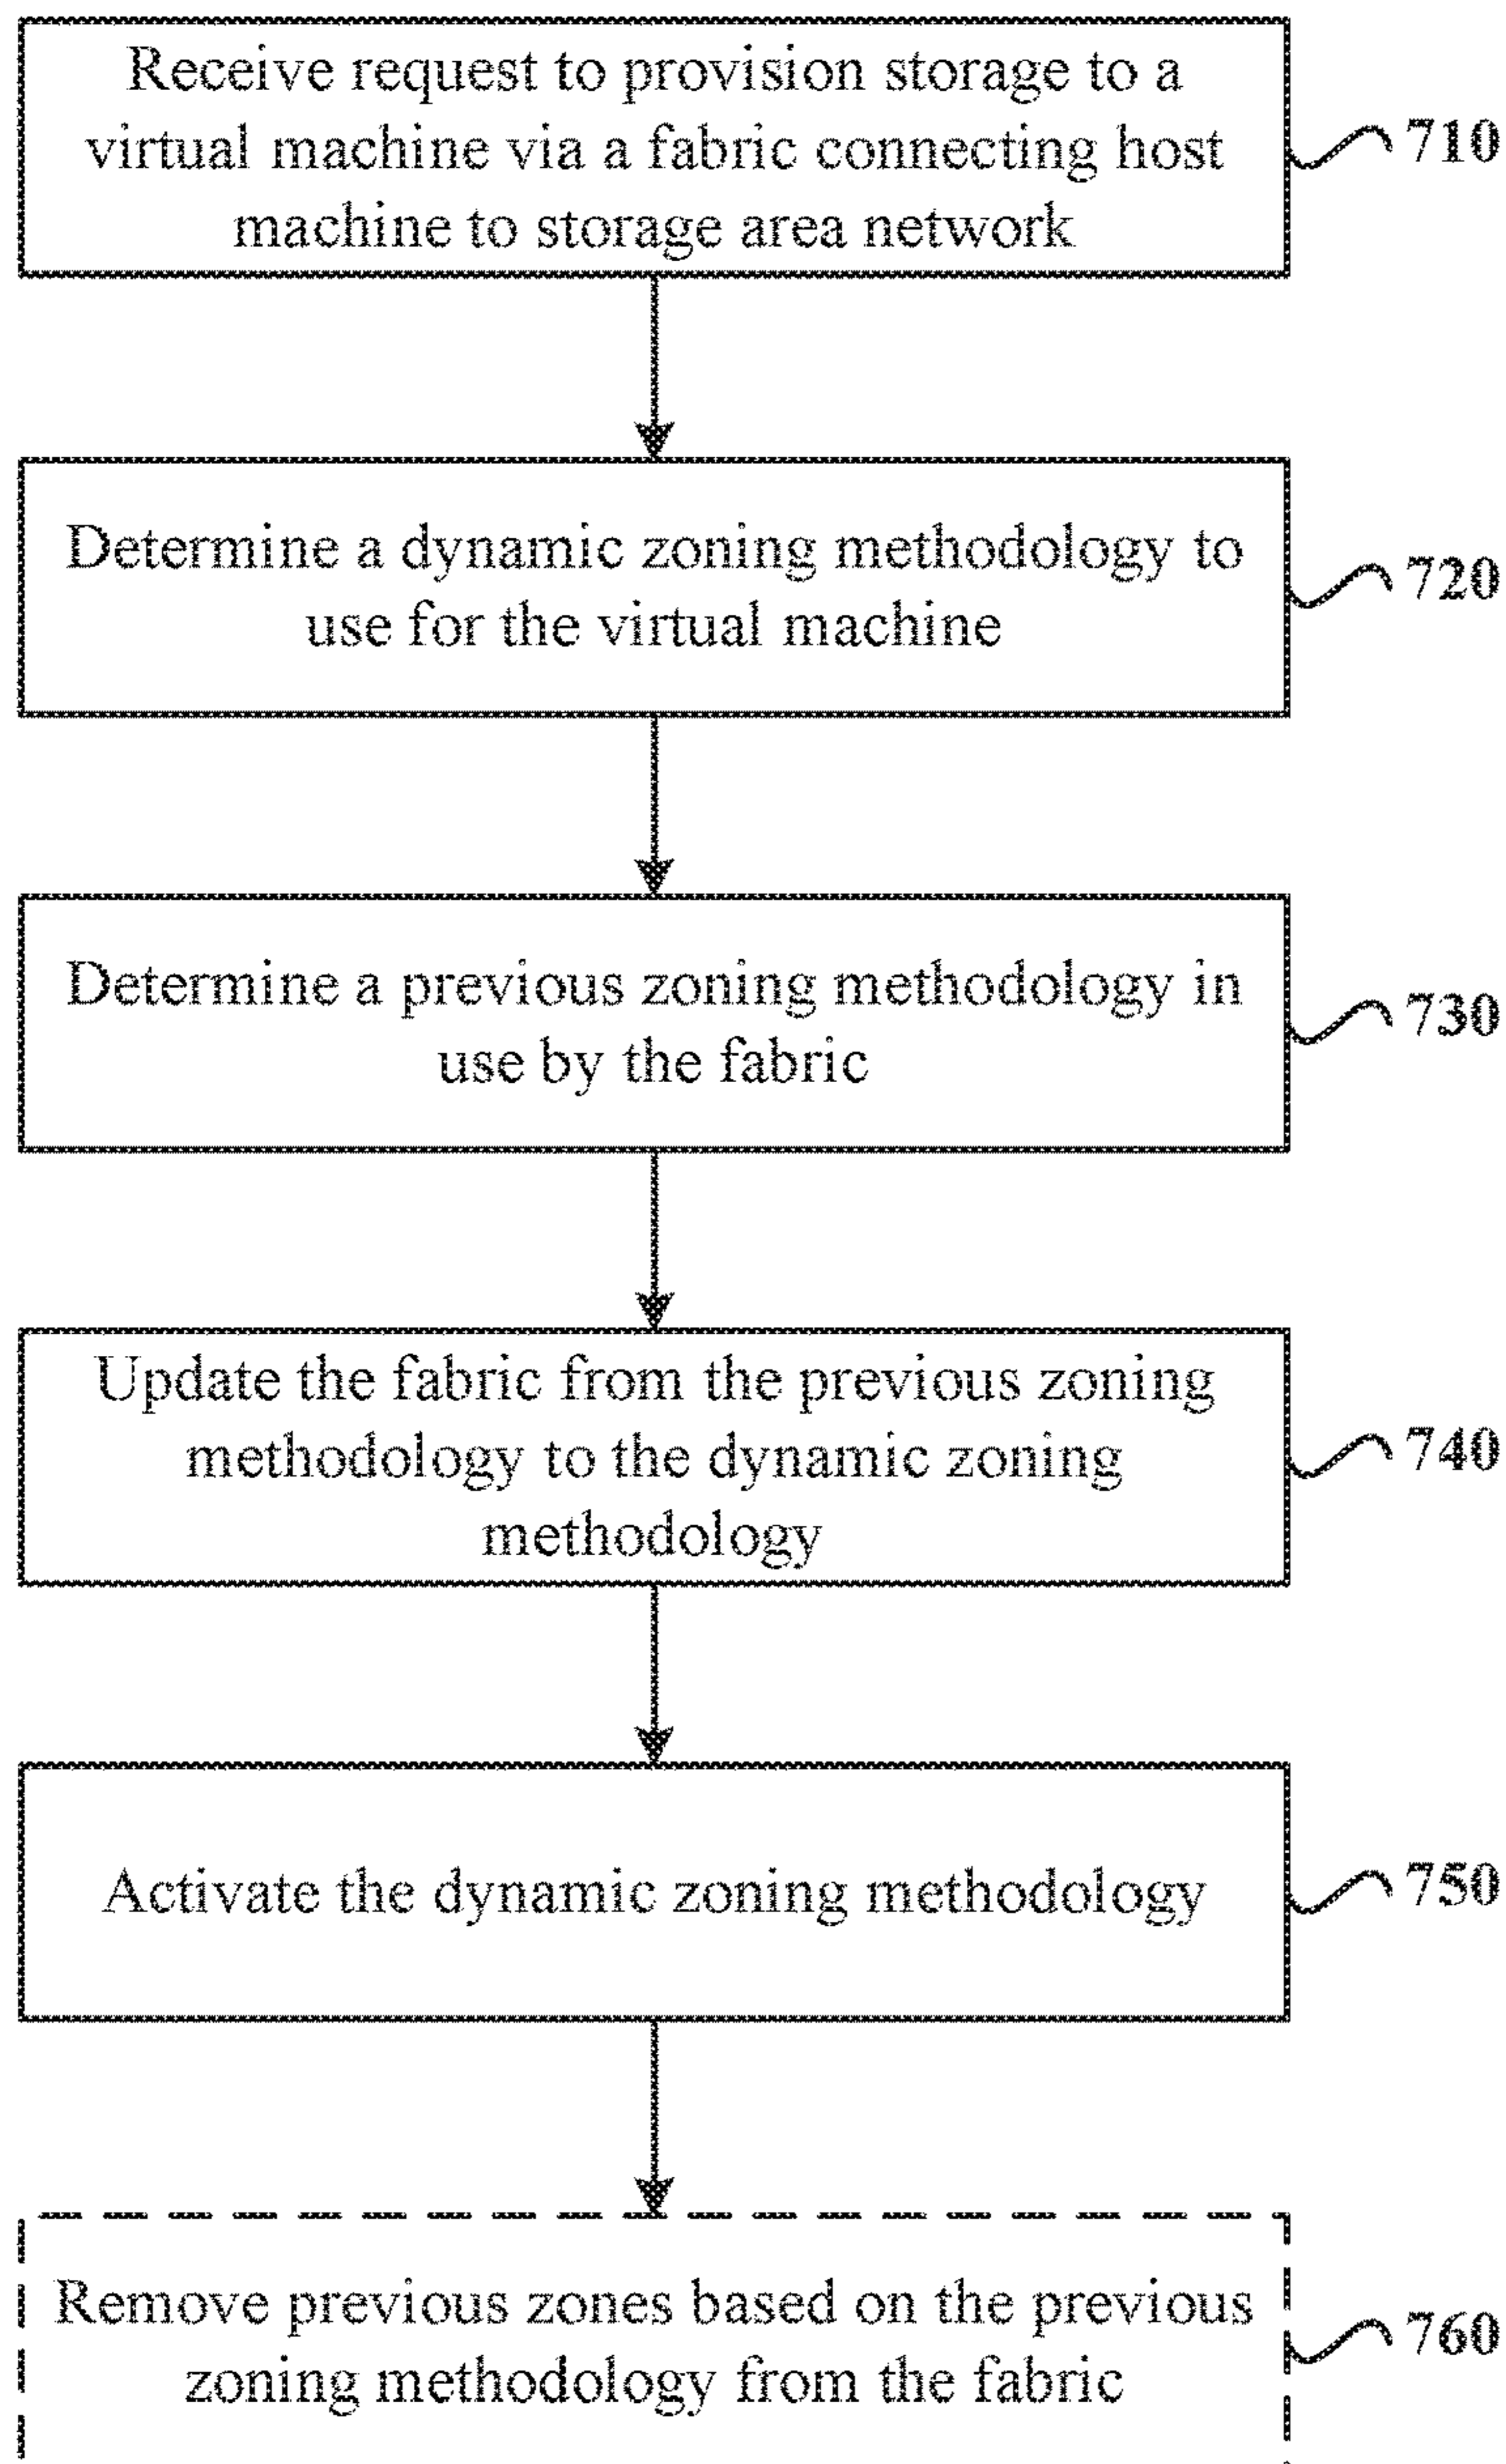 Receive request to provision storage to a
virtual machine via a fabric connecting host
machine to storage area network
710
Determine a dynamic zoning methodology to
use for the virtual machine
720
Determine a previous zoning methodology in
use by the fabric
730
Update the fabric from the previous zoning
methodology to the dynamic zoning
methodology
740
Activate the dynamic zoning methodology
750
Remove previous zones based on the previous
zoning methodology from the fabric
760